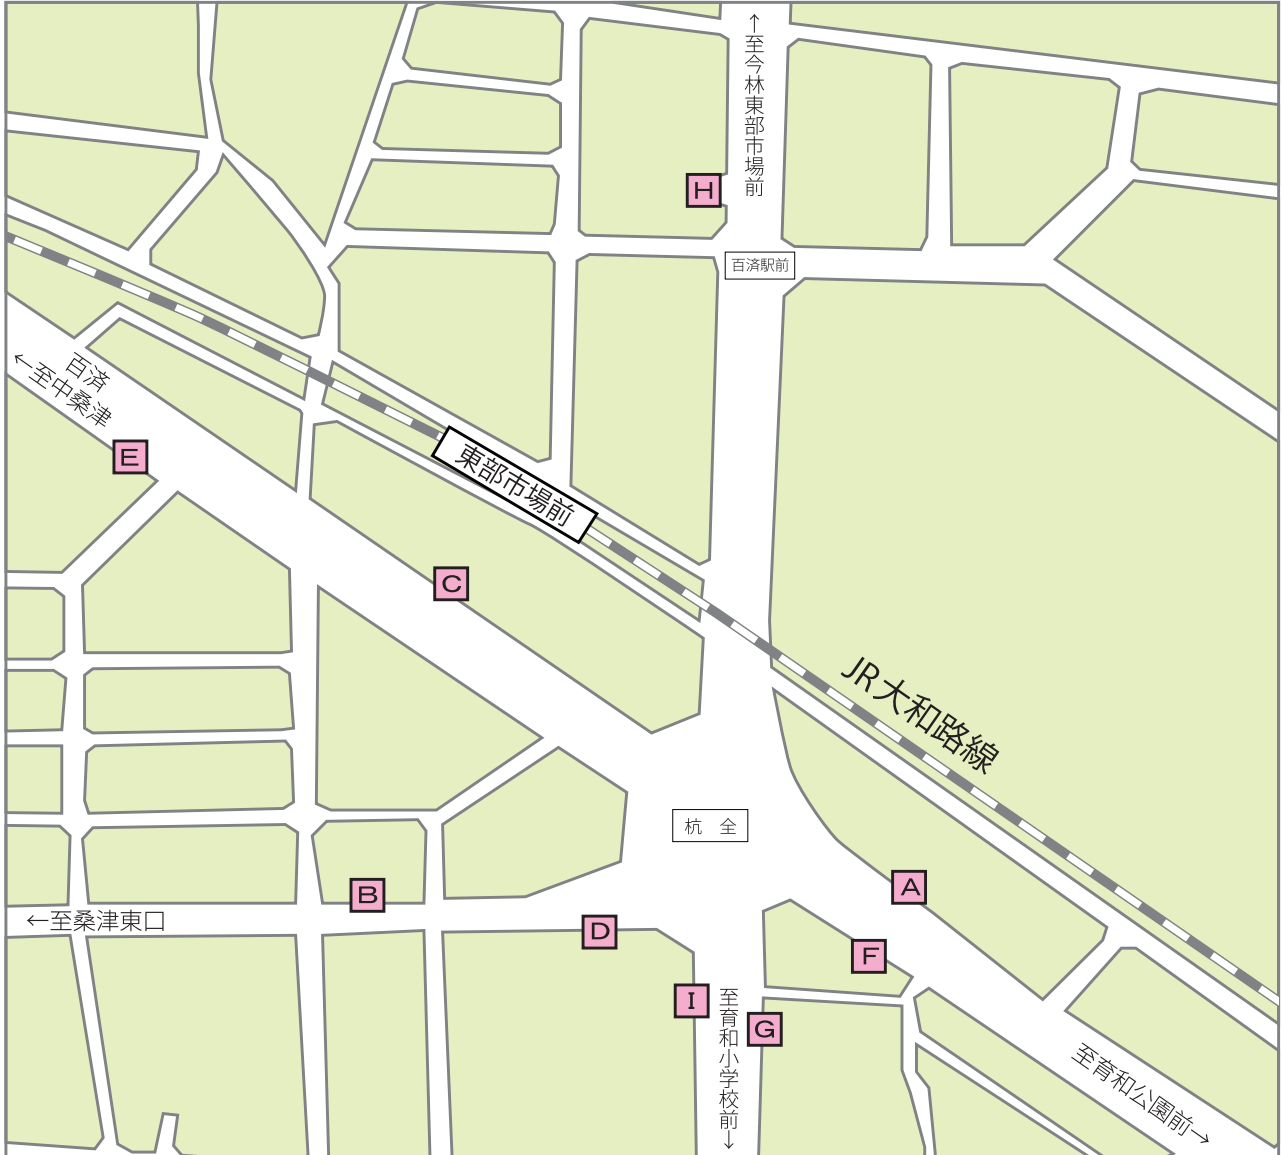 ↑至今林東部市場前
H
百済駅前
百済
←至中桑津
E
東部市場前
C
JR大和路線
杭　全
A
B
←至桑津東口
D
F
I
至育和小学校前↓
G
至育和公園前→